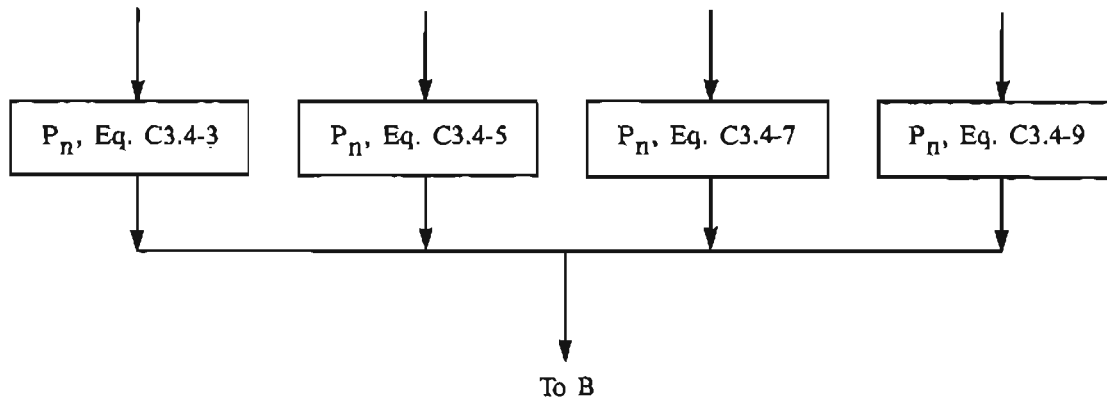 Pn, Eq. C3.4-3
Pn, Eq. C3.4-5
Pn, Eq. C3.4-7
Pn, Eq. C3.4-9
To B